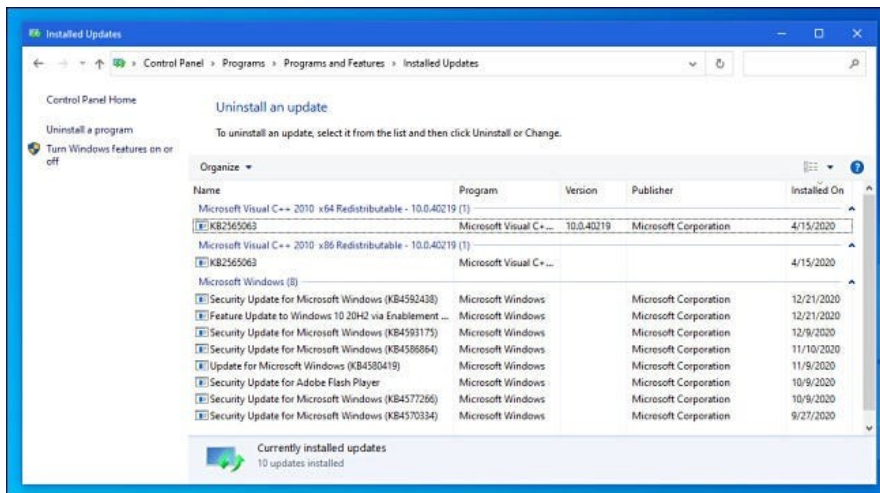 Installed Updates
Control Panel > Programs > Programs and Features > Installed Updates
Control Panel Home
Uninstall a program
Turn Windows features on or
off
Uninstall an update
To uninstall an update, select it from the list and then click Uninstall or Change.
Organize
Name Program Version Publisher Installed On
Microsoft Visual C++ 2010 x64 Redistributable - 10.0.40219 (1)
KB2565063 Microsoft Visual C+... 10.0.40219 Microsoft Corporation 4/15/2020
Microsoft Visual C++ 2010 x86 Redistributable - 10.0.40219 (1)
KB2565063 Microsoft Visual C+... 4/15/2020
Microsoft Windows (8)
Security Update for Microsoft Windows (KB4592438) Microsoft Windows Microsoft Corporation 12/21/2020
Feature Update to Windows 10 20H2 via Enablement ... Microsoft Windows Microsoft Corporation 12/21/2020
Security Update for Microsoft Windows (KB4593175) Microsoft Windows Microsoft Corporation 12/9/2020
Security Update for Microsoft Windows (KB4586864) Microsoft Windows Microsoft Corporation 11/10/2020
Update for Microsoft Windows (KB4580419) Microsoft Windows Microsoft Corporation 11/9/2020
Security Update for Adobe Flash Player Microsoft Windows Microsoft Corporation 10/9/2020
Security Update for Microsoft Windows (KB4577266) Microsoft Windows Microsoft Corporation 10/9/2020
Security Update for Microsoft Windows (KB4570334) Microsoft Windows Microsoft Corporation 9/27/2020
Currently installed updates
10 updates installed